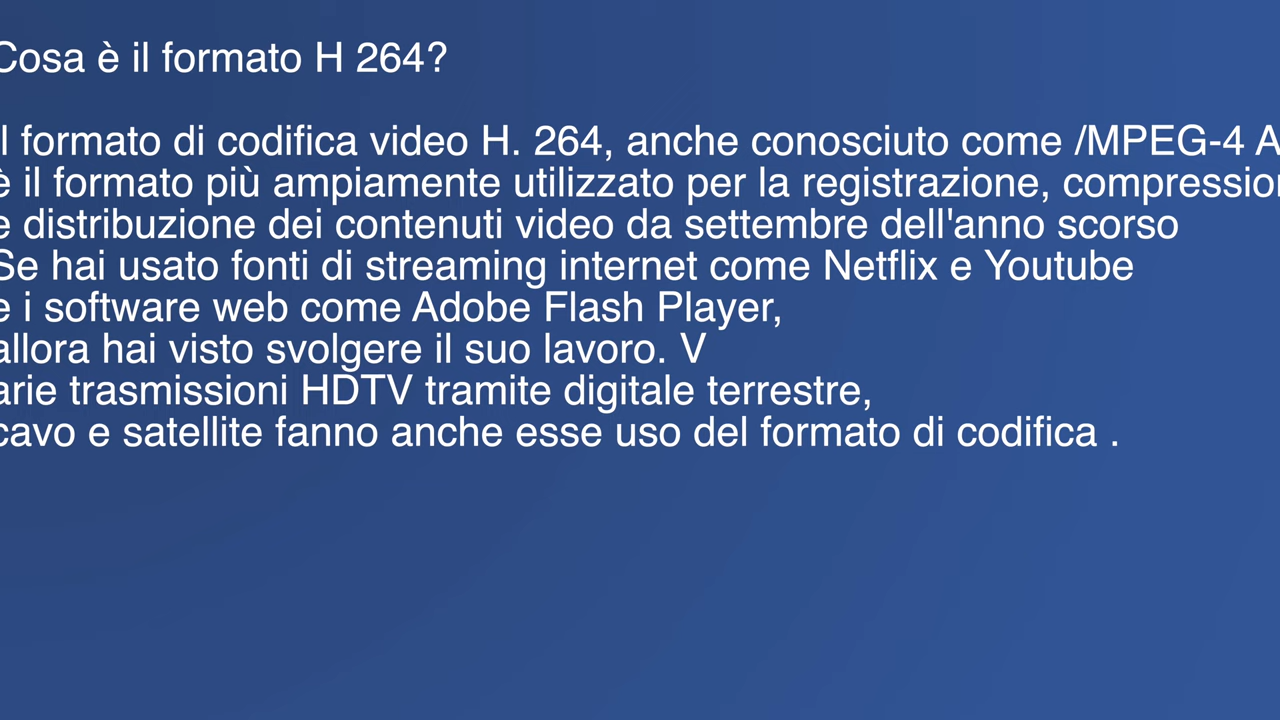 Cosa è il formato H 264?
l formato di codifica video H. 264, anche conosciuto come /MPEG-4 A
è il formato più ampiamente utilizzato per la registrazione, compressio
e distribuzione dei contenuti video da settembre dell'anno scorso
Se hai usato fonti di streaming internet come Netflix e Youtube
e i software web come Adobe Flash Player,
allora hai visto svolgere il suo lavoro. V
arie trasmissioni HDTV tramite digitale terrestre,
cavo e satellite fanno anche esse uso del formato di codifica .